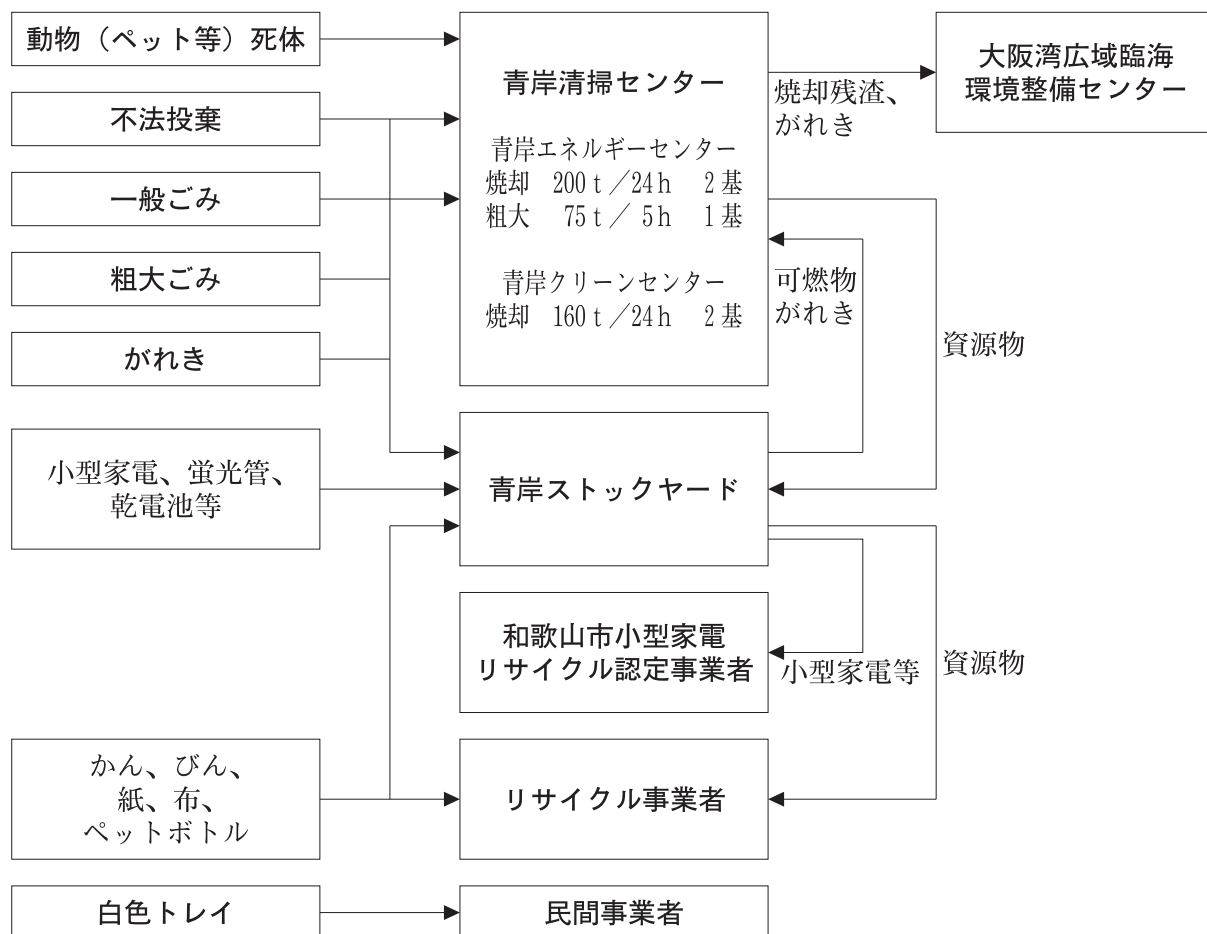 動物（ペット等）死体
不法投棄
一般ごみ
粗大ごみ
がれき
小型家電、蛍光管、
乾電池等
かん、びん、
紙、布、
ペットボトル
白色トレイ
青岸清掃センター
青岸エネルギーセンター
焼却 200t／24h 2基
粗大 75t／5h 1基
青岸クリーンセンター
焼却 160t／24h 2基
青岸ストックヤード
和歌山市小型家電
リサイクル認定事業者
リサイクル事業者
民間事業者
焼却残渣、
がれき
可燃物
がれき
資源物
小型家電等
資源物
大阪湾広域臨海
環境整備センター